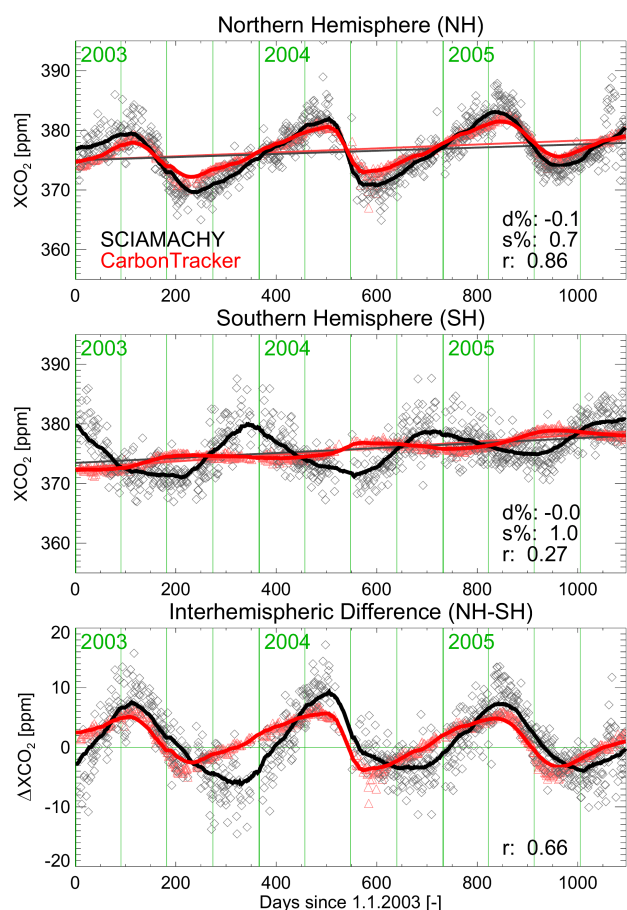 Northern Hemisphere (NH)
2003 2004 2005
390
380
370
360
XCO2 [ppm]
SCIAMACHY
CarbonTracker
d%: -0.1
s%: 0.7
r: 0.86
0 200 400 600 800 1000
Southern Hemisphere (SH)
2003 2004 2005
390
380
370
360
XCO2 [ppm]
d%: -0.0
s%: 1.0
r: 0.27
0 200 400 600 800 1000
Interhemispheric Difference (NH-SH)
2003 2004 2005
20
10
0
-10
-20
ΔXCO2 [ppm]
r: 0.66
0 200 400 600 800 1000
Days since 1.1.2003 [-]